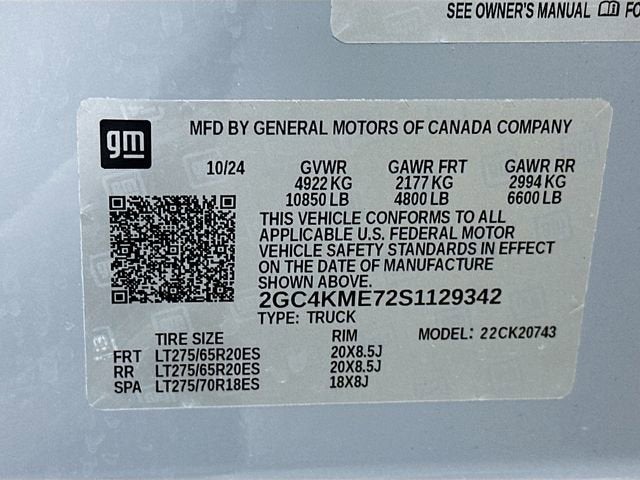 SEE OWNER'S MANUAL FO
gm
MFD BY GENERAL MOTORS OF CANADA COMPANY
10/24 GVWR GAWR FRT GAWR RR
4922 KG 2177 KG 2994 KG
10850 LB 4800 LB 6600 LB
THIS VEHICLE CONFORMS TO ALL
APPLICABLE U.S. FEDERAL MOTOR
VEHICLE SAFETY STANDARDS IN EFFECT
ON THE DATE OF MANUFACTURE
SHOWN ABOVE.
2GC4KME72S1129342
TYPE: TRUCK
TIRE SIZE RIM MODEL: 22CK20743
FRT LT275/65R20ES 20X8.5J
RR LT275/65R20ES 20X8.5J
SPA LT275/70R18ES 18X8J